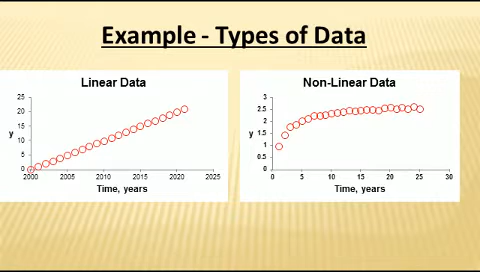 Example - Types of Data
Linear Data
25
20
15
10
5
0
y
2000 2005 2010 2015 2020 2025
Time, years
Non-Linear Data
3
2.5
2
1.5
1
0.5
0
y
0 5 10 15 20 25 30
Time, years